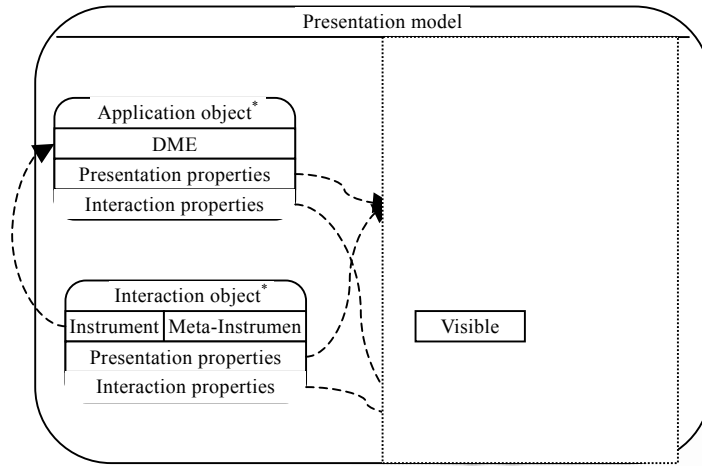 Presentation model
Application object*
DME
Presentation properties
Interaction properties
Interaction object*
Instrument Meta-Instrumen
Presentation properties
Interaction properties
Visible